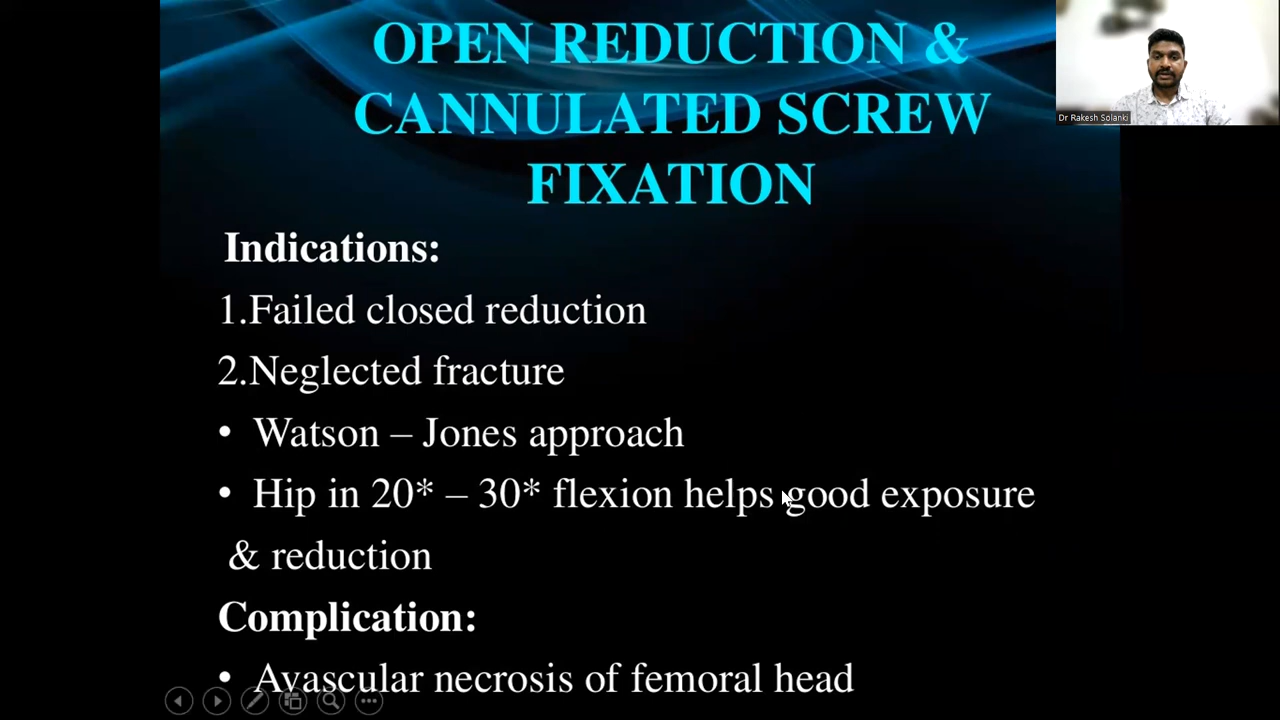 OPEN REDUCTION &
CANNULATED SCREW
FIXATION
Dr Rakesh Solanki
Indications:
1.Failed closed reduction
2.Neglected fracture
• Watson – Jones approach
• Hip in 20* – 30* flexion helps good exposure
& reduction
Complication:
• Avascular necrosis of femoral head